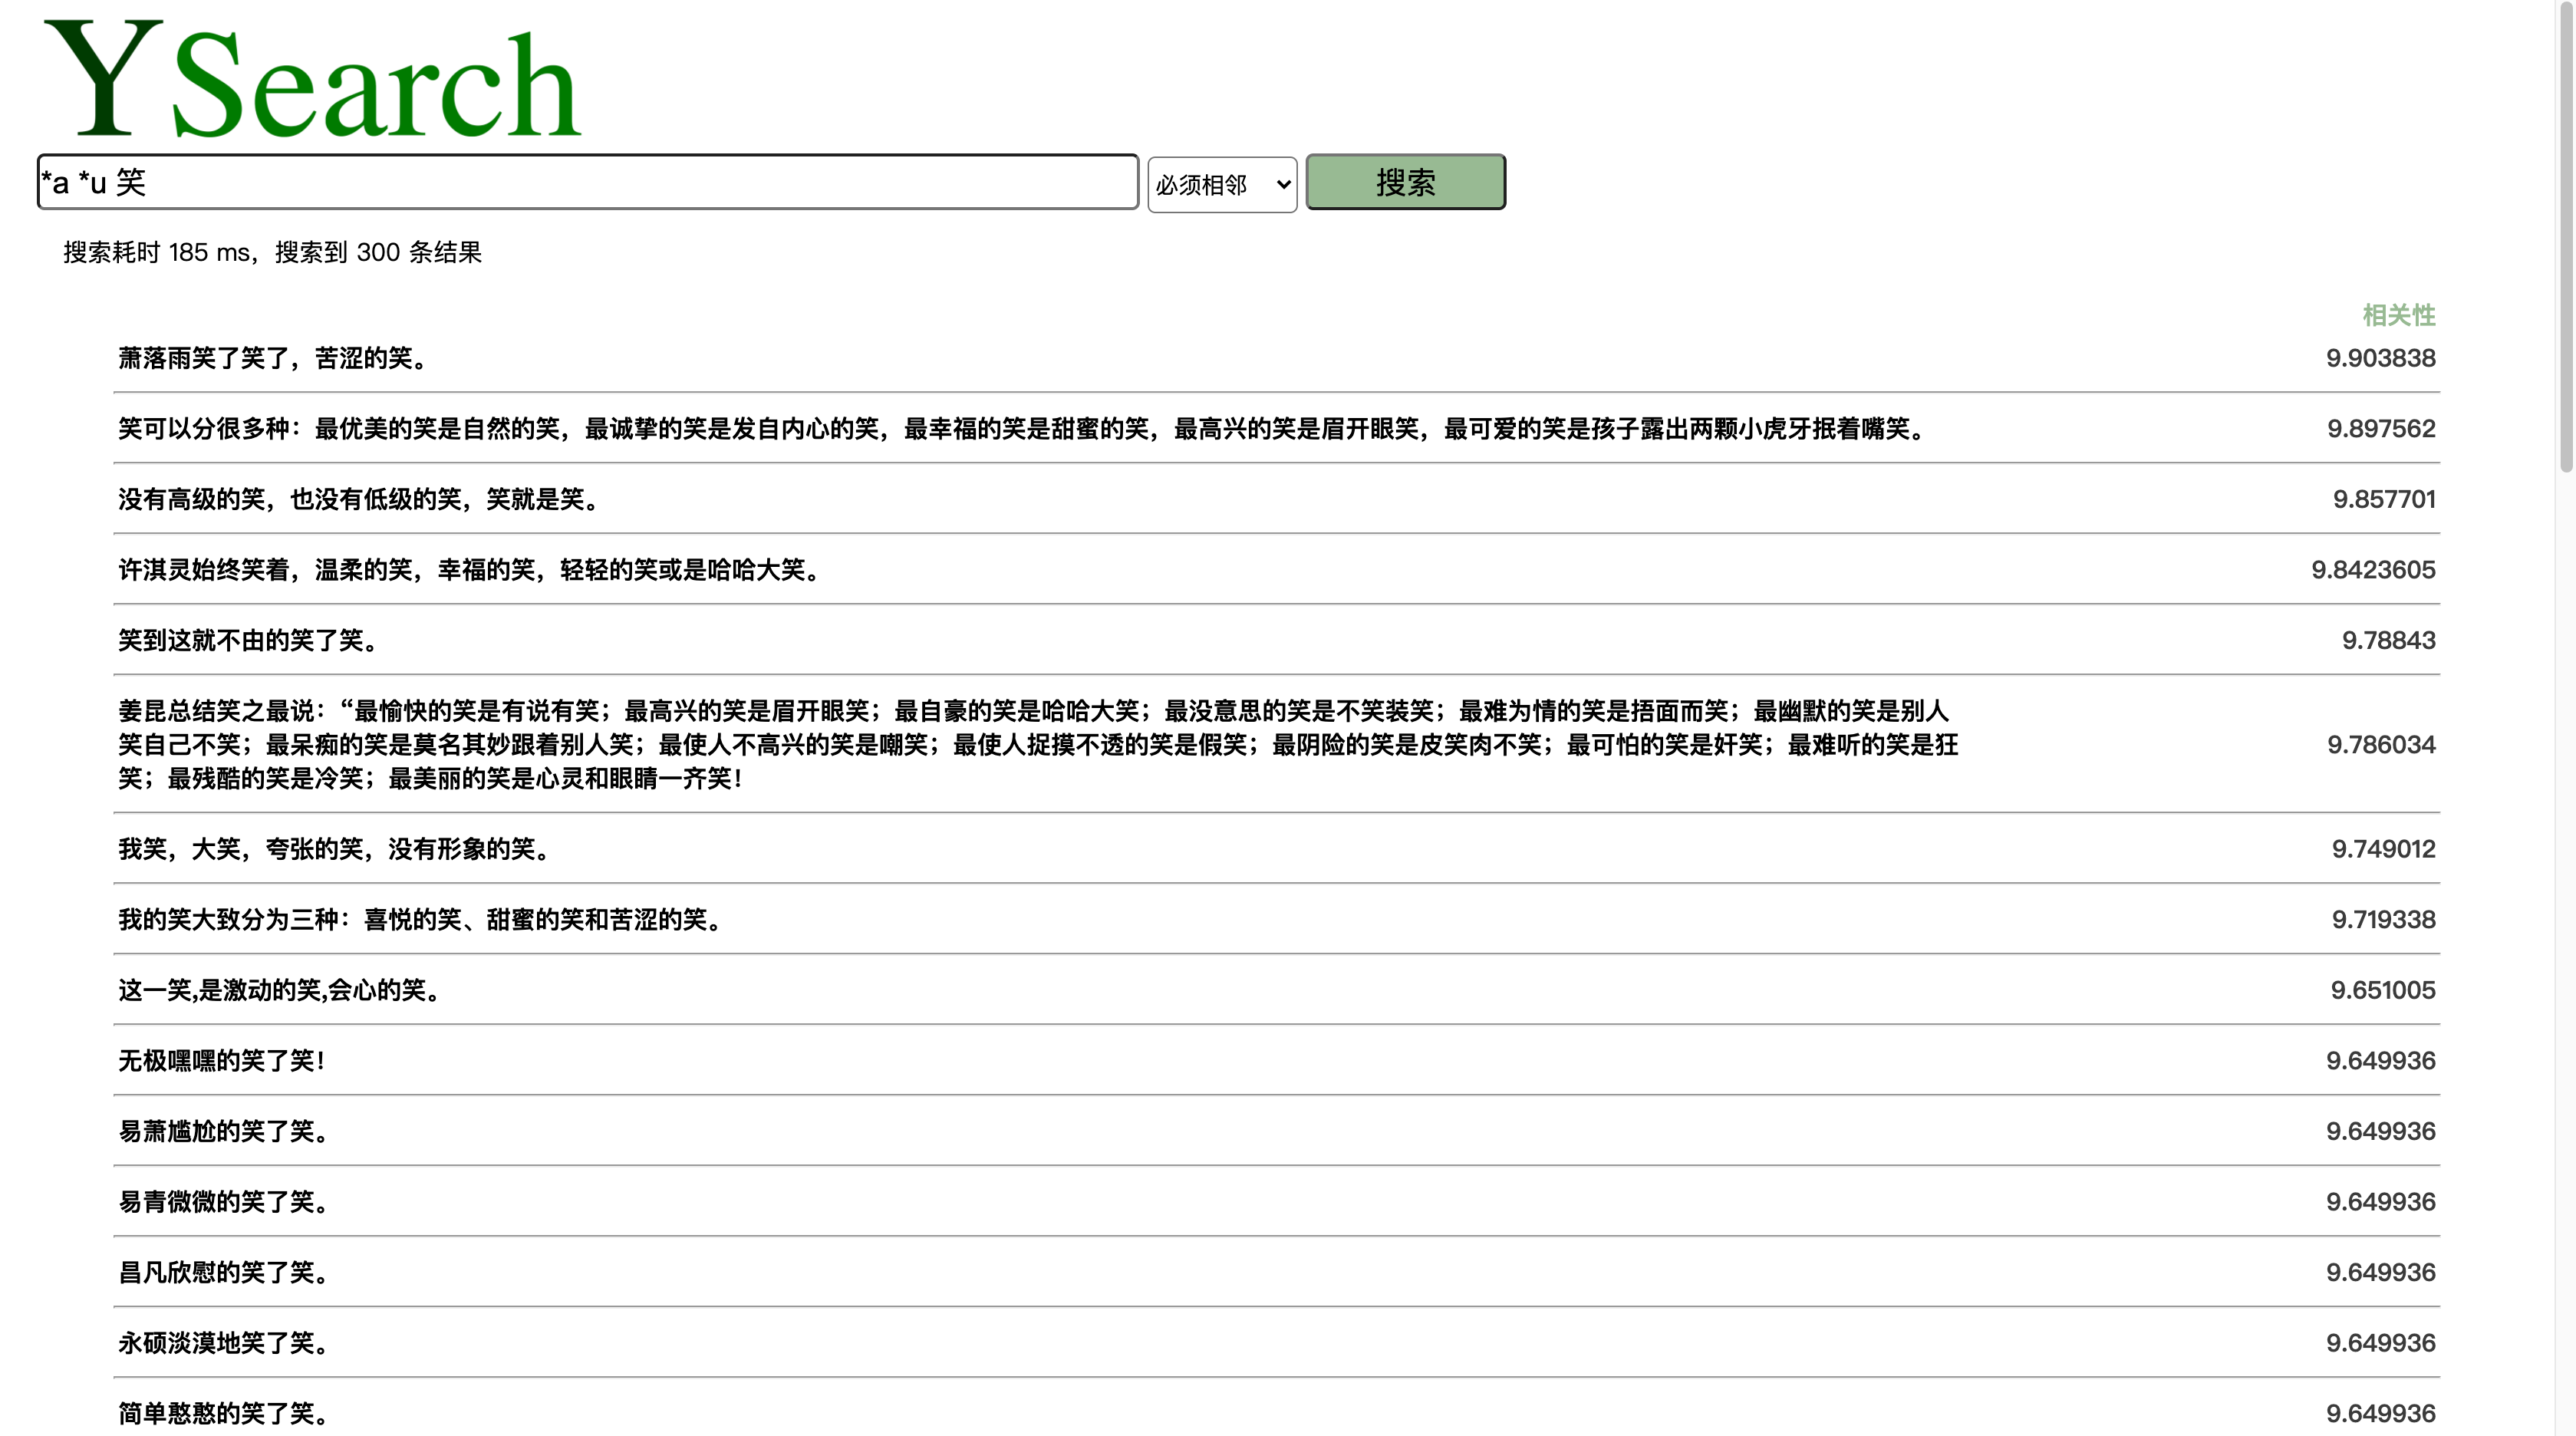 YSearch
*a *u 笑 必须相邻 搜索
搜索耗时 185 ms，搜索到 300 条结果
相关性
萧落雨笑了笑了，苦涩的笑。 9.903838
笑可以分很多种：最优美的笑是自然的笑，最诚挚的笑是发自内心的笑，最幸福的笑是甜蜜的笑，最高兴的笑是眉开眼笑，最可爱的笑是孩子露出两颗小虎牙抿着嘴笑。 9.897562
没有高级的笑，也没有低级的笑，笑就是笑。 9.857701
许淇灵始终笑着，温柔的笑，幸福的笑，轻轻的笑或是哈哈大笑。 9.8423605
笑到这就不由的笑了笑。 9.78843
姜昆总结笑之最说：“最愉快的笑是有说有笑；最高兴的笑是眉开眼笑；最自豪的笑是哈哈大笑；最没意思的笑是不笑装笑；最难为情的笑是捂面而笑；最幽默的笑是别人
笑自己不笑；最呆痴的笑是莫名其妙跟着别人笑；最使人不高兴的笑是嘲笑；最使人捉摸不透的笑是假笑；最阴险的笑是皮笑肉不笑；最可怕的笑是奸笑；最难听的笑是狂 9.786034
笑；最残酷的笑是冷笑；最美丽的笑是心灵和眼睛一齐笑！
我笑，大笑，夸张的笑，没有形象的笑。 9.749012
我的笑大致分为三种：喜悦的笑、甜蜜的笑和苦涩的笑。 9.719338
这一笑,是激动的笑,会心的笑。 9.651005
无极嘿嘿的笑了笑！ 9.649936
易萧尴尬的笑了笑。 9.649936
易青微微的笑了笑。 9.649936
昌凡欣慰的笑了笑。 9.649936
永硕淡漠地笑了笑。 9.649936
简单憨憨的笑了笑。 9.649936